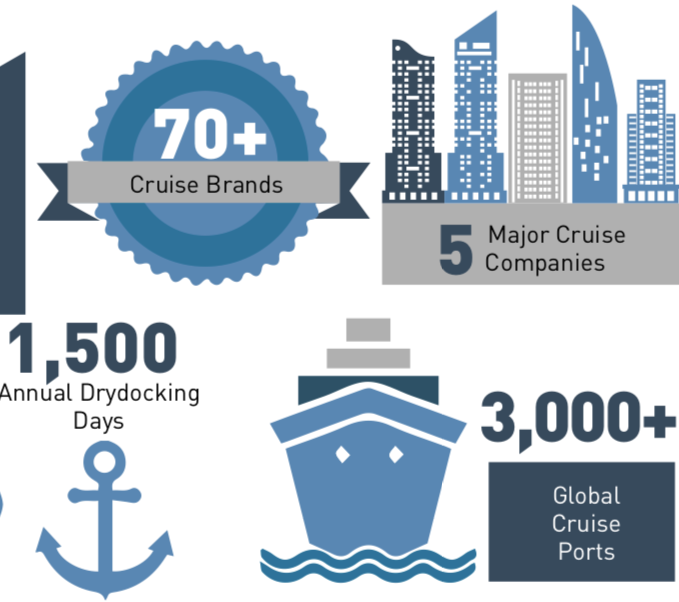 70+
Cruise Brands
5 Major Cruise
Companies
1,500
Annual Drydocking
Days
3,000+
Global
Cruise
Ports